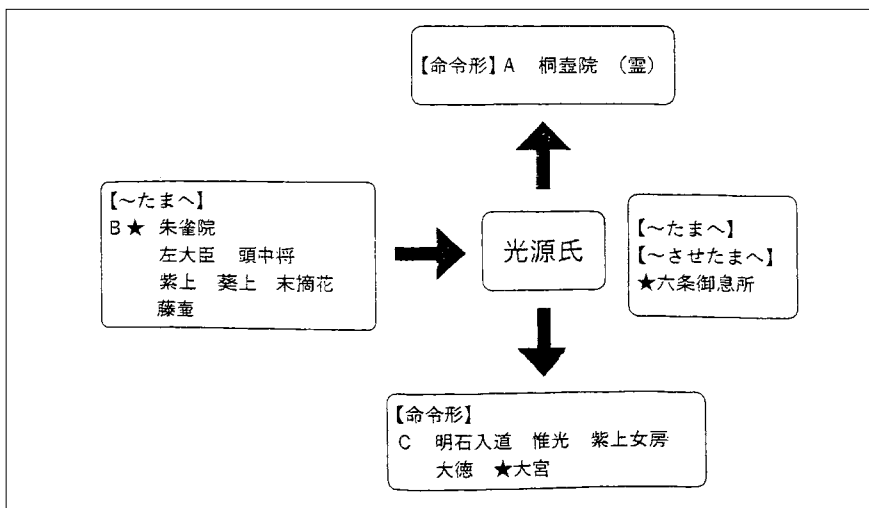 【命令形】A 桐壺院 (霊)
【~たまへ】
B★ 朱雀院
左大臣 頭中将
紫上 葵上 末摘花
藤壷
光源氏
【~たまへ】
【~させたまへ】
★六条御息所
【命令形】
C 明石入道 惟光 紫上女房
大徳 ★大宮